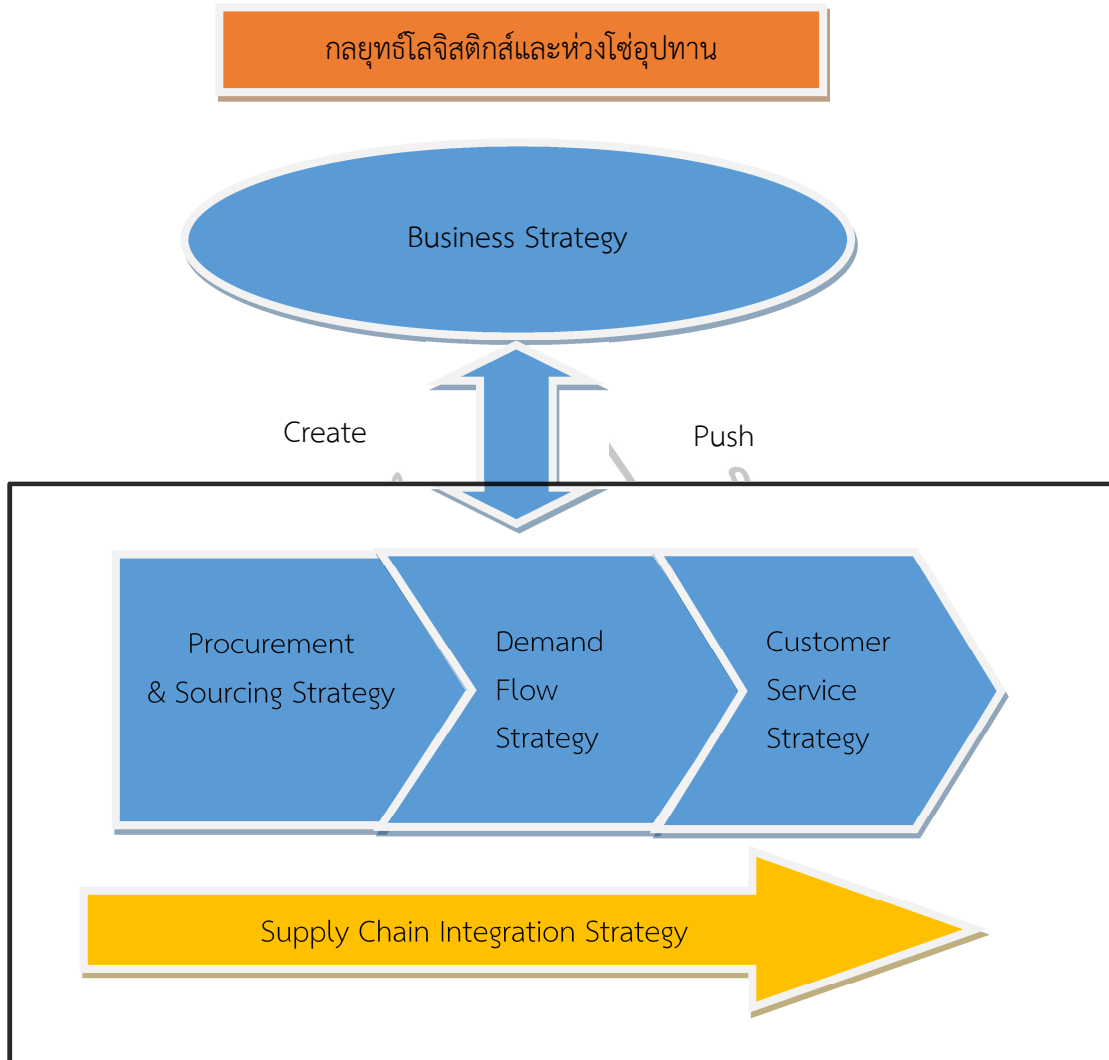 กลยุทธ์โลจิสติกส์และห่วงโซ่อุปทาน
Business Strategy
Create
Push
Procurement
& Sourcing Strategy
Demand
Flow
Strategy
Customer
Service
Strategy
Supply Chain Integration Strategy